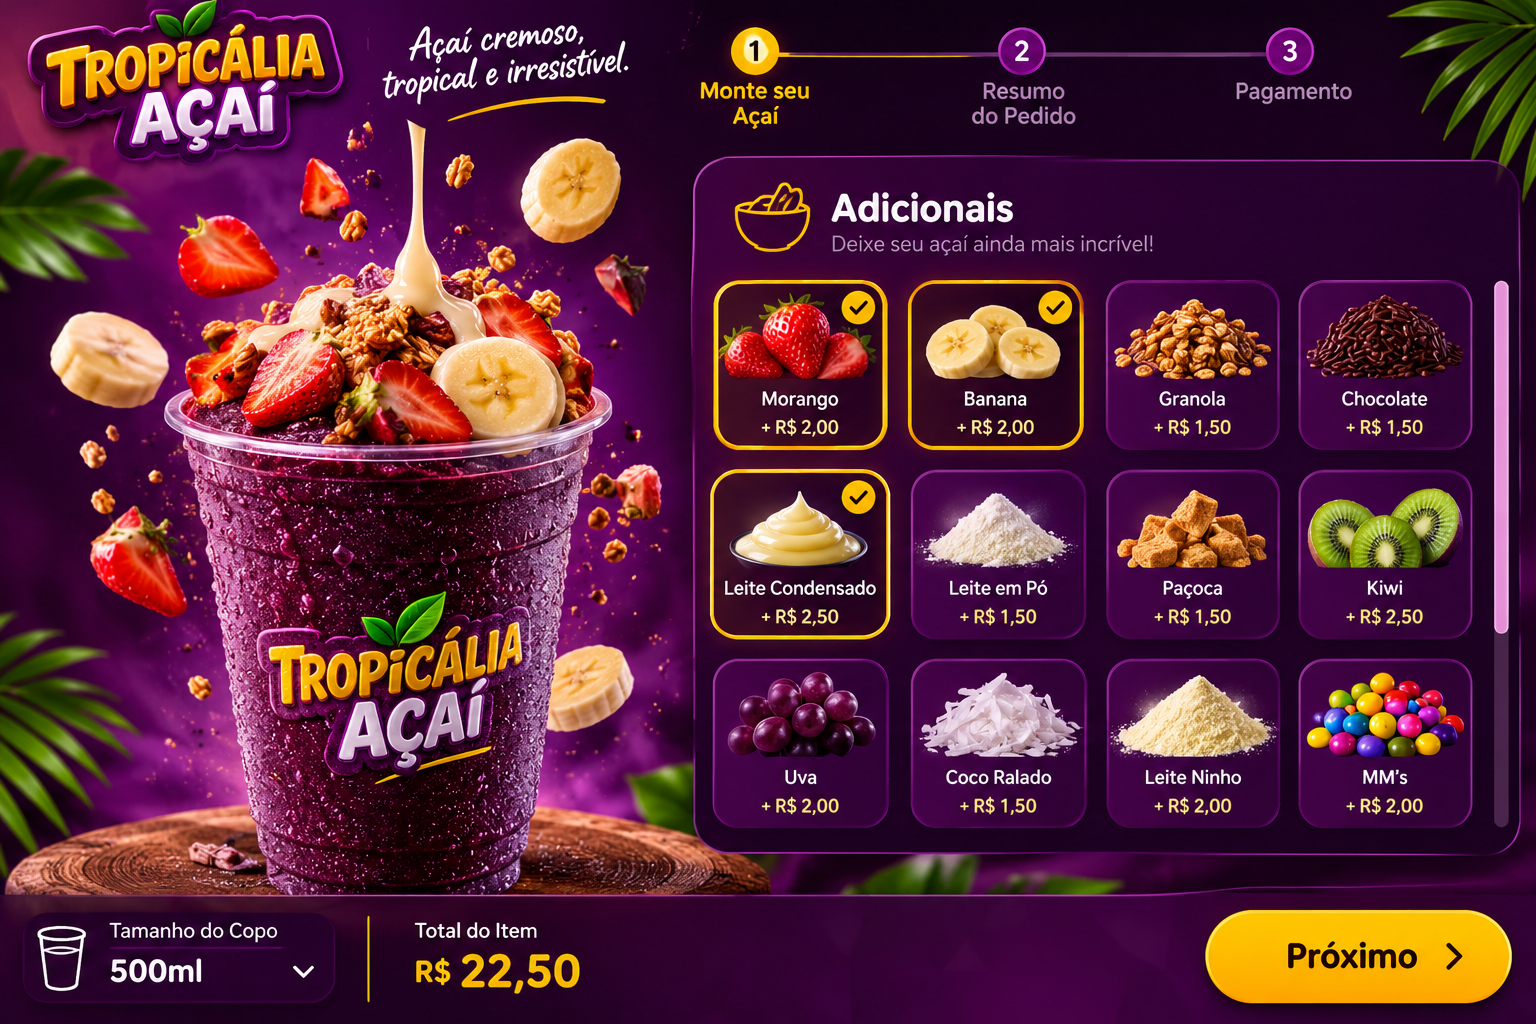 TROPICÁLIA
AÇAÍ
Açaí cremoso,
tropical e irresistível.
1
Monte seu
Açaí
2
Resumo
do Pedido
3
Pagamento
Adicionais
Deixe seu açaí ainda mais incrível!
Morango
+ R$ 2,00
Banana
+ R$ 2,00
Granola
+ R$ 1,50
Chocolate
+ R$ 1,50
Leite Condensado
+ R$ 2,50
Leite em Pó
+ R$ 1,50
Paçoca
+ R$ 1,50
Kiwi
+ R$ 2,50
Uva
+ R$ 2,00
Coco Ralado
+ R$ 1,50
Leite Ninho
+ R$ 2,00
MM's
+ R$ 2,00
TROPICÁLIA
AÇAÍ
Tamanho do Copo
500ml
Total do Item
R$ 22,50
Próximo